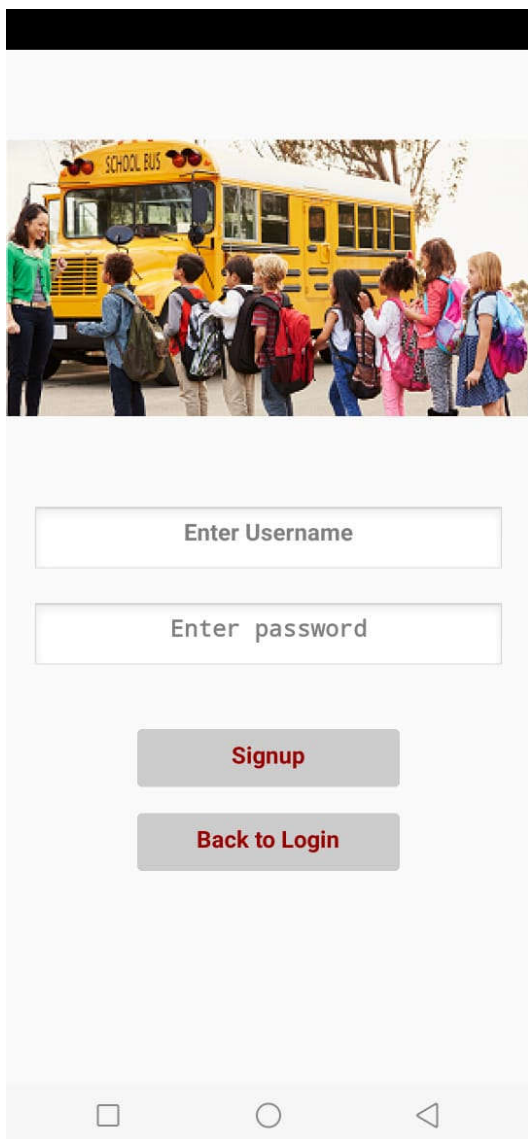 SCHOOL BUS
Enter Username
Enter password
Signup
Back to Login